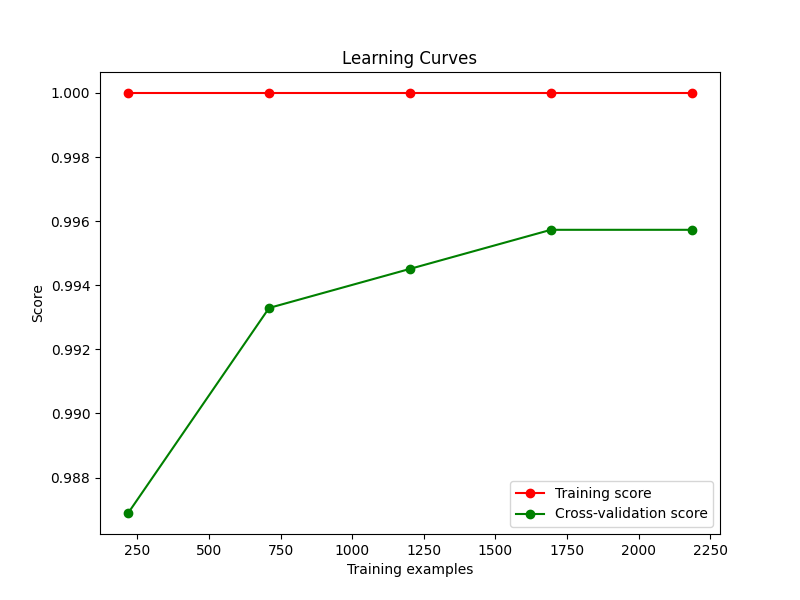 Learning Curves
1.000
0.998
0.996
0.994
0.992
0.990
0.988
Score
250 500 750 1000 1250 1500 1750 2000 2250
Training examples
Training score
Cross-validation score